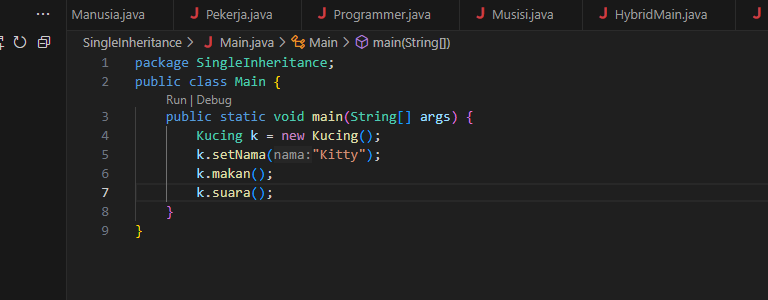 Manusia.java Pekerja.java Programmer.java Musisi.java HybridMain.java
SingleInheritance > Main.java > Main > main(String[])
1 package SingleInheritance;
2 public class Main {
Run | Debug
3 public static void main(String[] args) {
4 Kucing k = new Kucing();
5 k.setNama(nama:"Kitty");
6 k.makan();
7 k.suara();
8 }
9 }